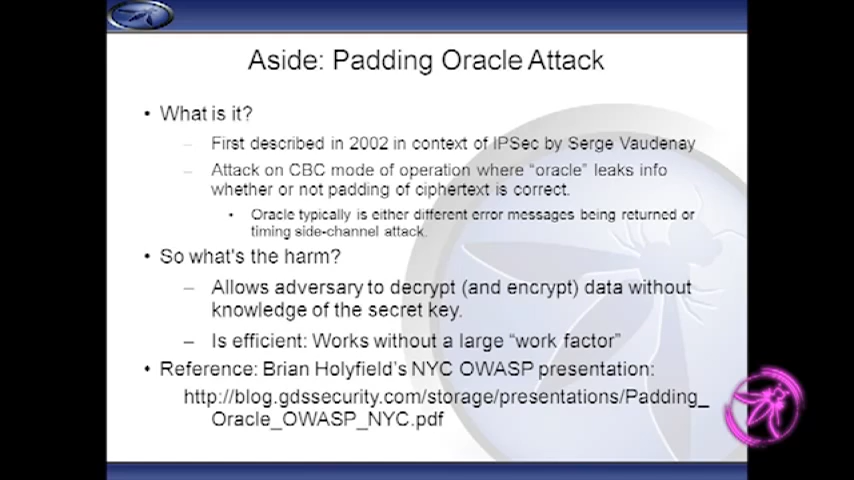 Aside: Padding Oracle Attack
• What is it?
– First described in 2002 in context of IPSec by Serge Vaudenay
– Attack on CBC mode of operation where “oracle” leaks info
whether or not padding of ciphertext is correct.
• Oracle typically is either different error messages being returned or
timing side-channel attack.
• So what's the harm?
– Allows adversary to decrypt (and encrypt) data without
knowledge of the secret key.
– Is efficient: Works without a large “work factor”
• Reference: Brian Holyfield’s NYC OWASP presentation:
http://blog.gdssecurity.com/storage/presentations/Padding_
Oracle_OWASP_NYC.pdf